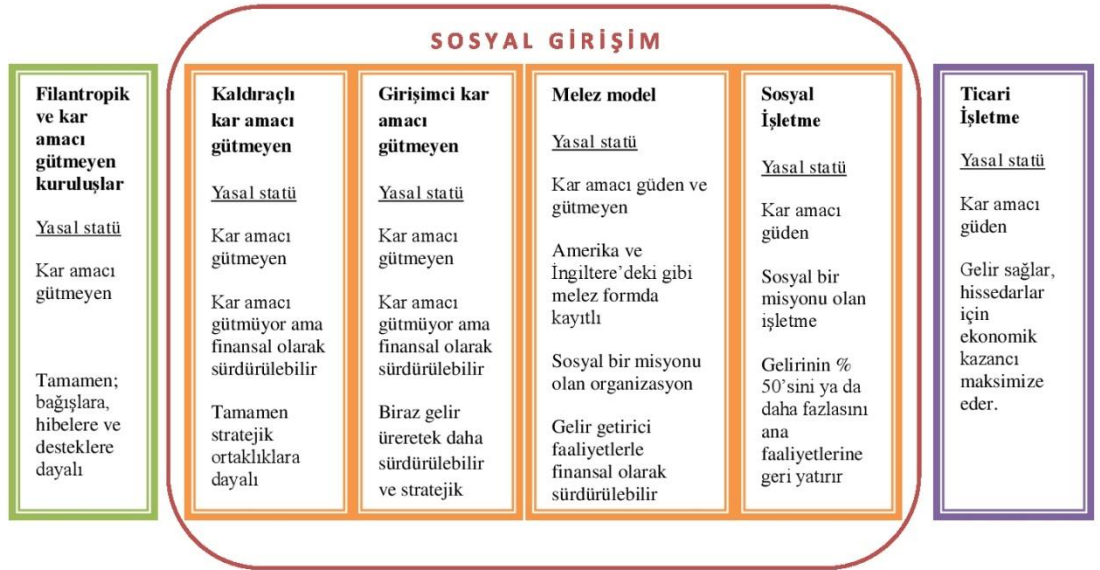 SOSYAL GİRİŞİM
Filantropik
ve kar
amacı
gütmeyen
kuruluşlar
Yasal statü
Kar amacı
gütmeyen
Tamamen;
bağışlara,
hibelere ve
desteklere
dayalı
Kaldıraçlı
kar amacı
gütmeyen
Yasal statü
Kar amacı
gütmeyen
Kar amacı
gütmüyor ama
finansal olarak
sürdürülebilir
Tamamen
stratejik
ortaklıklara
dayalı
Girişimci kar
amacı
gütmeyen
Yasal statü
Kar amacı
gütmeyen
Kar amacı
gütmüyor ama
finansal olarak
sürdürülebilir
Biraz gelir
üreretek daha
sürdürülebilir
ve stratejik
Melez model
Yasal statü
Kar amacı güden ve
gütmeyen
Amerika ve
İngiltere’deki gibi
melez formda
kayıtlı
Sosyal bir misyonu
olan organizasyon
Gelir getirici
faaliyetlerle
finansal olarak
sürdürülebilir
Sosyal
İşletme
Yasal statü
Kar amacı
güden
Sosyal bir
misyonu olan
işletme
Gelirinin %
50’sini ya da
daha fazlasını
ana
faaliyetlerine
geri yatırır
Ticari
İşletme
Yasal statü
Kar amacı
güden
Gelir sağlar,
hissedarlar
için
ekonomik
kazancı
maksimize
eder.